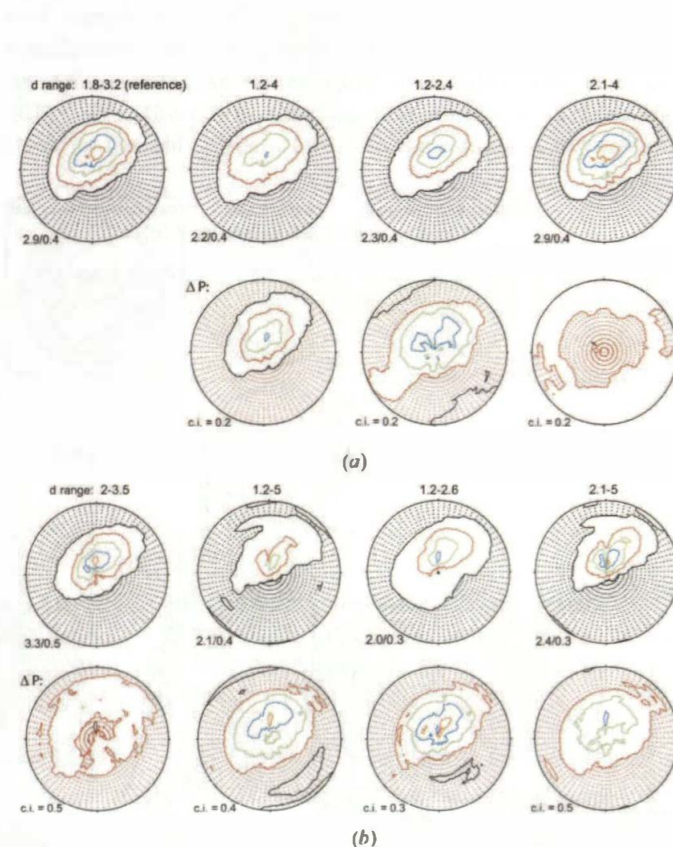 d range: 1.8-3.2 (reference) 1.2-4 1.2-2.4 2.1-4
2.9/0.4 2.2/0.4 2.3/0.4 2.9/0.4
Δ P:
c.i. = 0.2 c.i. = 0.2 c.i. = 0.2
(a)
d range: 2-3.5 1.2-5 1.2-2.6 2.1-5
3.3/0.5 2.1/0.4 2.0/0.3 2.4/0.3
Δ P:
c.i. = 0.5 c.i. = 0.4 c.i. = 0.3 c.i. = 0.5
(b)